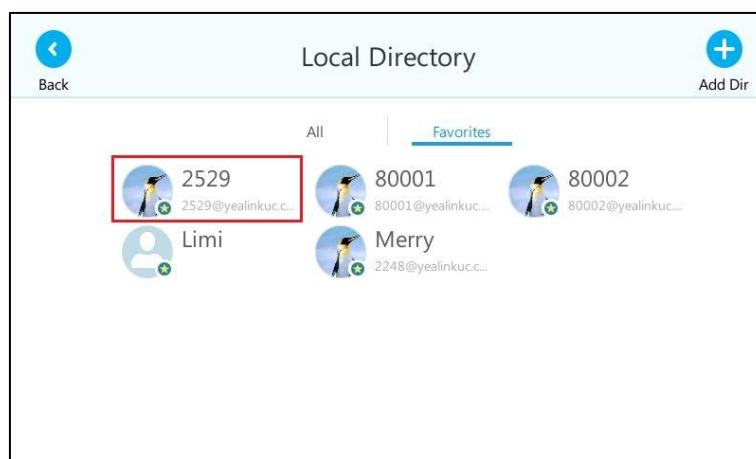 Local Directory
Back
Add Dir
All
Favorites
2529
2529@yealinkuc.c...
80001
80001@yealinkuc....
80002
80002@yealinkuc....
Limi
Merry
2248@yealinkuc.c...